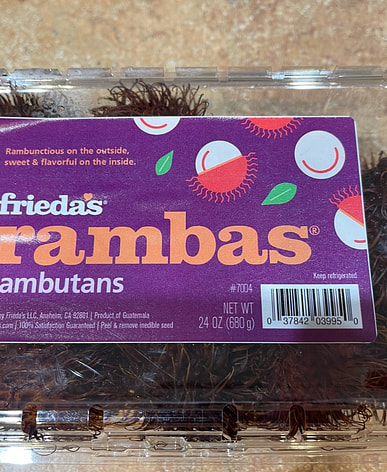 Rambunctious on the outside,
sweet & flavorful on the inside.
frieda's
rambas®
ambutans
Keep refrigerated
#7004
NET WT
24 OZ (680 g)
by Frieda's LLC, Anaheim, CA 92801 | Product of Guatemala
.com | 100% Satisfaction Guaranteed | Peel & remove inedible seed
0 37842 03995 0